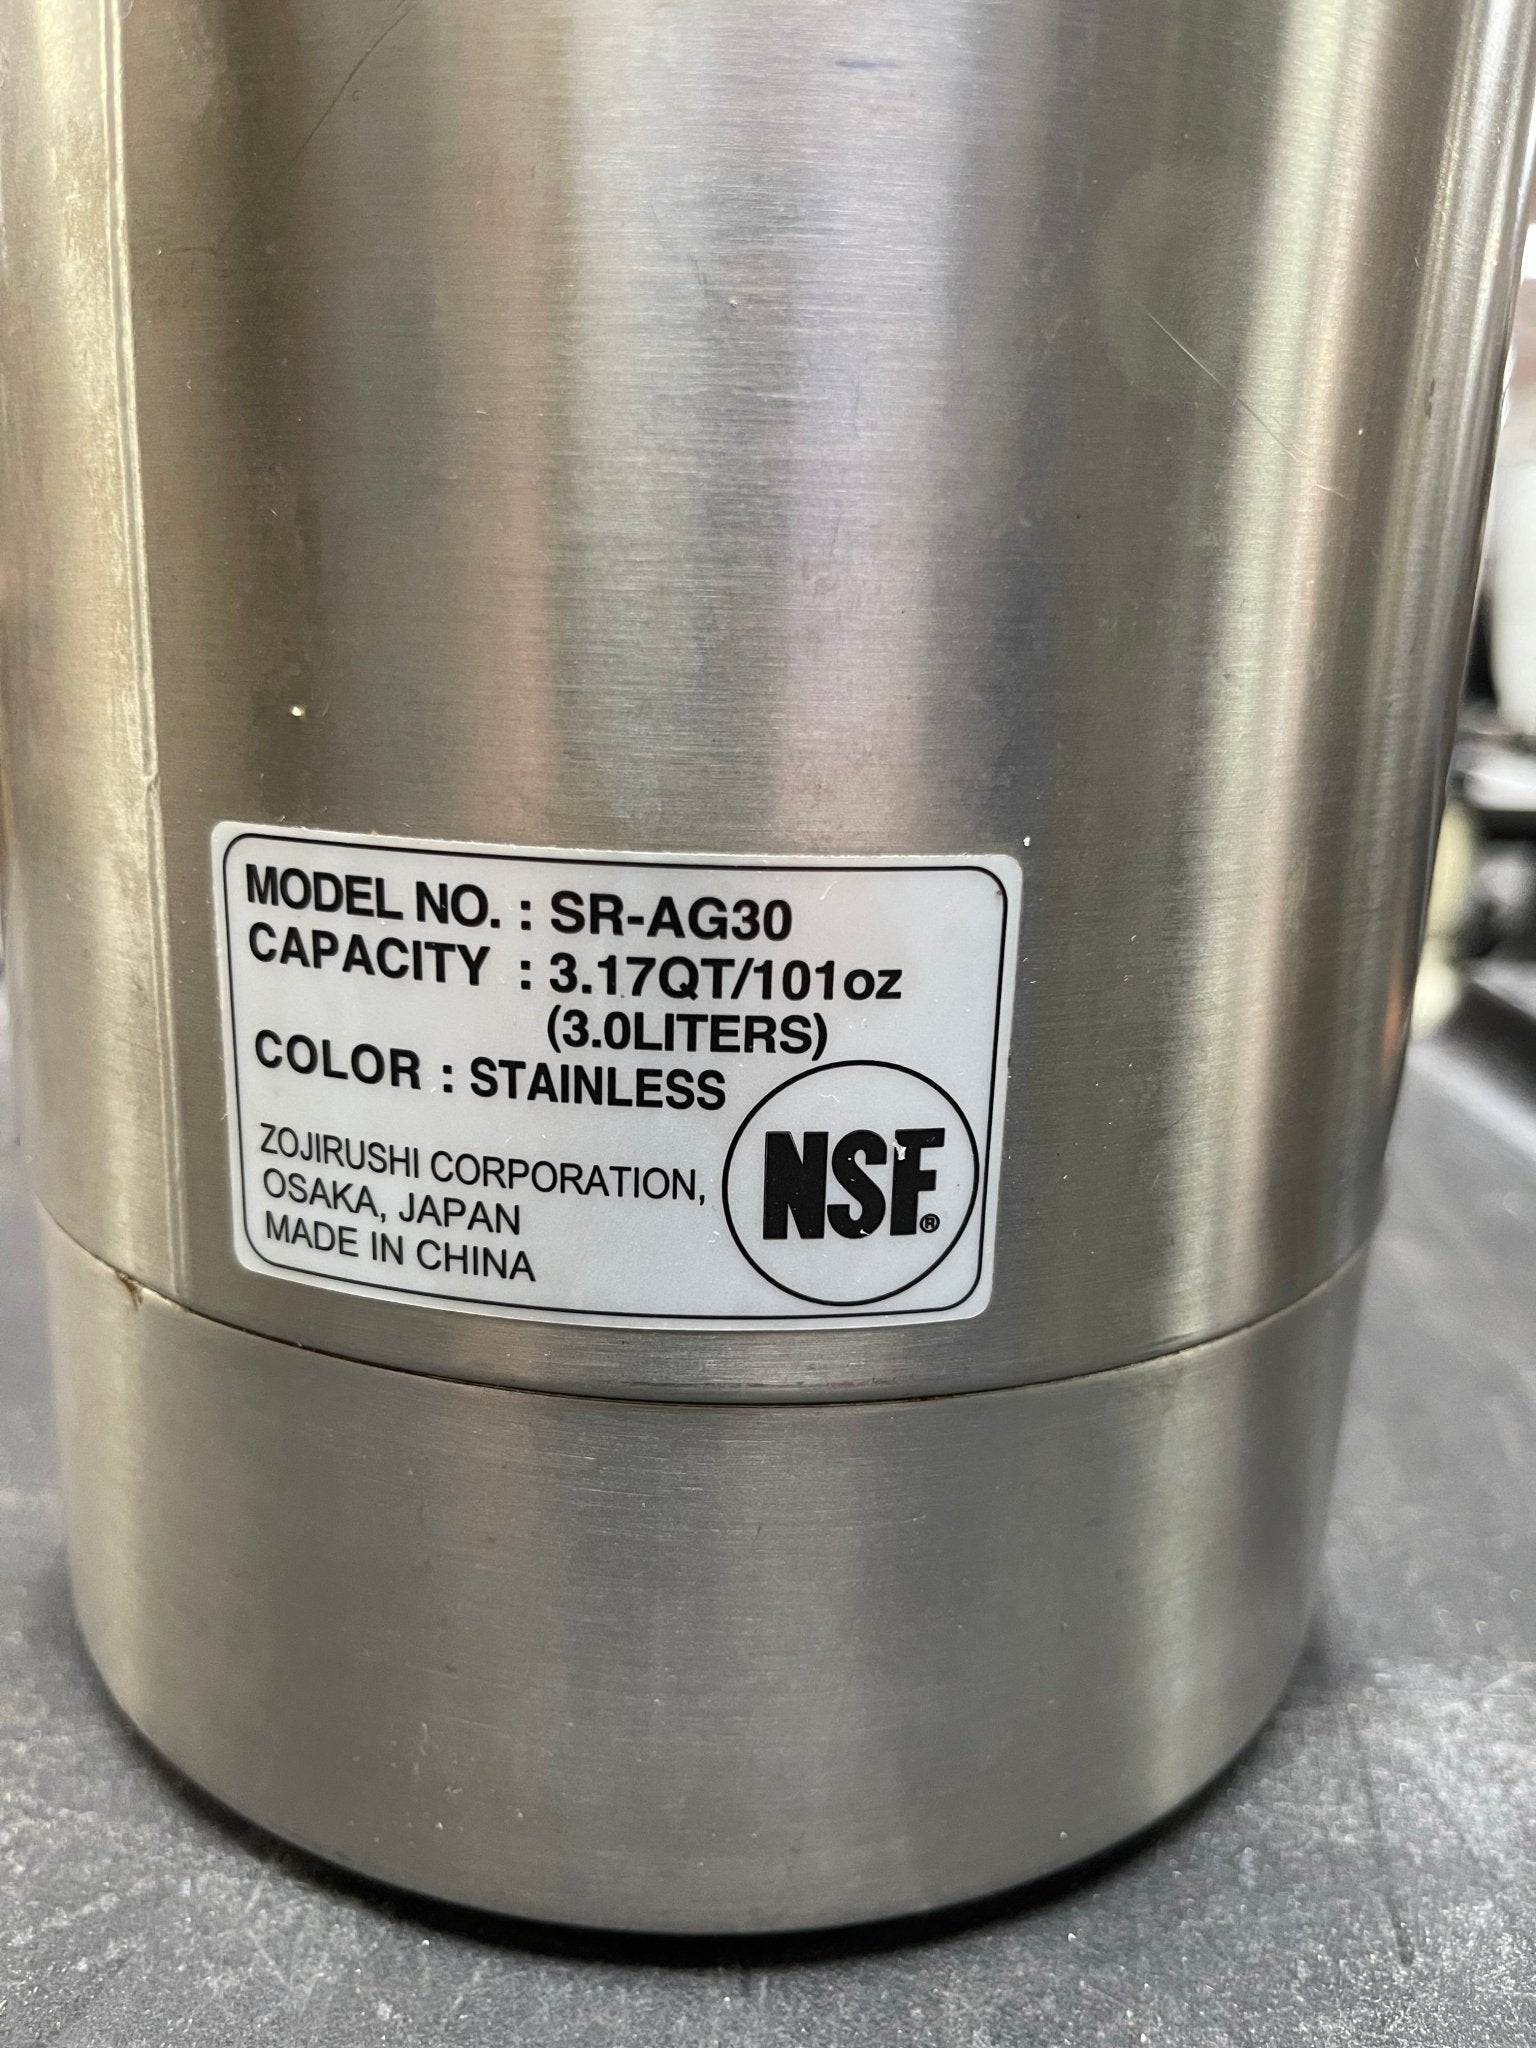 MODEL NO. : SR-AG30
CAPACITY : 3.17QT/101oz
(3.0LITERS)
COLOR : STAINLESS
ZOJIRUSHI CORPORATION,
OSAKA, JAPAN
MADE IN CHINA
NSF®